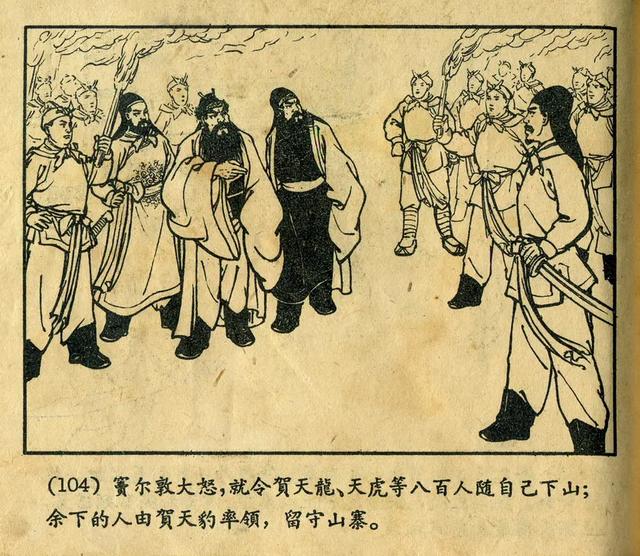 (104) 竇尔敦大怒，就令賀天龍、天虎等八百人随自己下山；
余下的人由賀天豹率領，留守山寨。